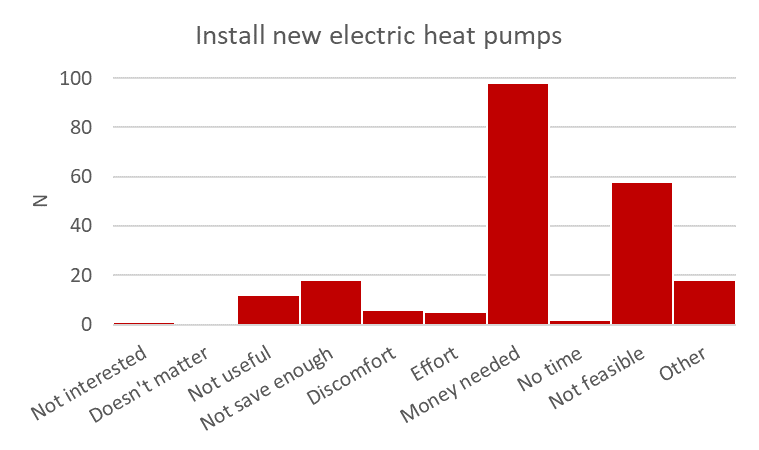 Install new electric heat pumps
100
80
60
40
20
0
N
Not interested
Doesn't matter
Not useful
Not save enough
Discomfort
Effort
Money needed
No time
Not feasible
Other